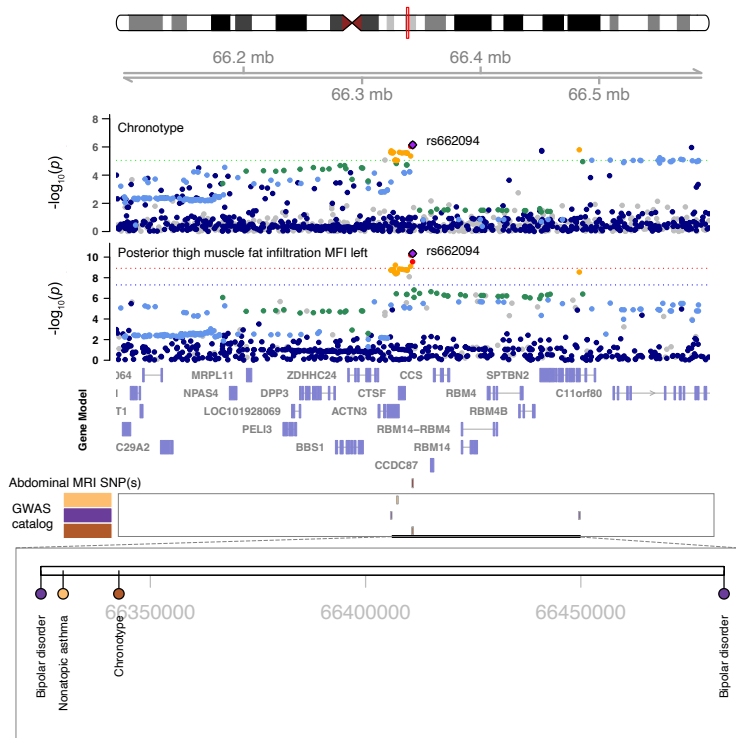 66.2 mb
66.4 mb
66.3 mb
66.5 mb
Chronotype
rs662094
-log10(p)
8
6
4
2
0
Posterior thigh muscle fat infiltration MFI left
rs662094
-log10(p)
10
8
6
4
2
0
Gene Model
064 MRPL11 ZDHHC24 CCS SPTBN2
I NPAS4 DPP3 CTSF RBM4 C11orf80
T1 LOC101928069 ACTN3 RBM4B
PELI3 RBM14−RBM4
C29A2 BBS1 RBM14
CCDC87
Abdominal MRI SNP(s)
GWAS
catalog
66350000 66400000 66450000
Bipolar disorder
Nonatopic asthma
Chronotype
Bipolar disorder